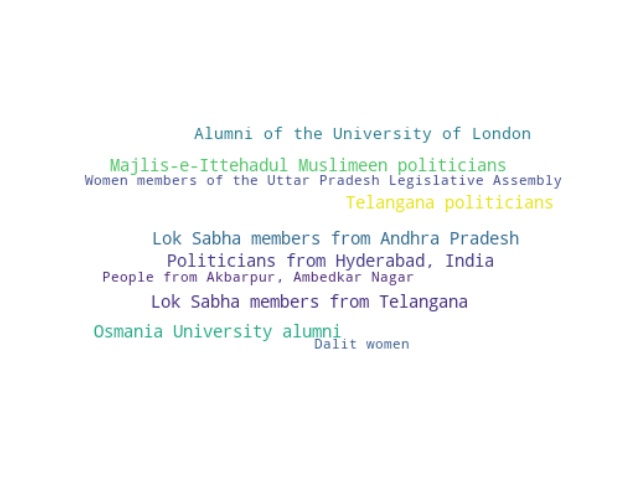 Alumni of the University of London
Majlis-e-Ittehadul Muslimeen politicians
Women members of the Uttar Pradesh Legislative Assembly
Telangana politicians
Lok Sabha members from Andhra Pradesh
Politicians from Hyderabad, India
People from Akbarpur, Ambedkar Nagar
Lok Sabha members from Telangana
Osmania University alumni
Dalit women